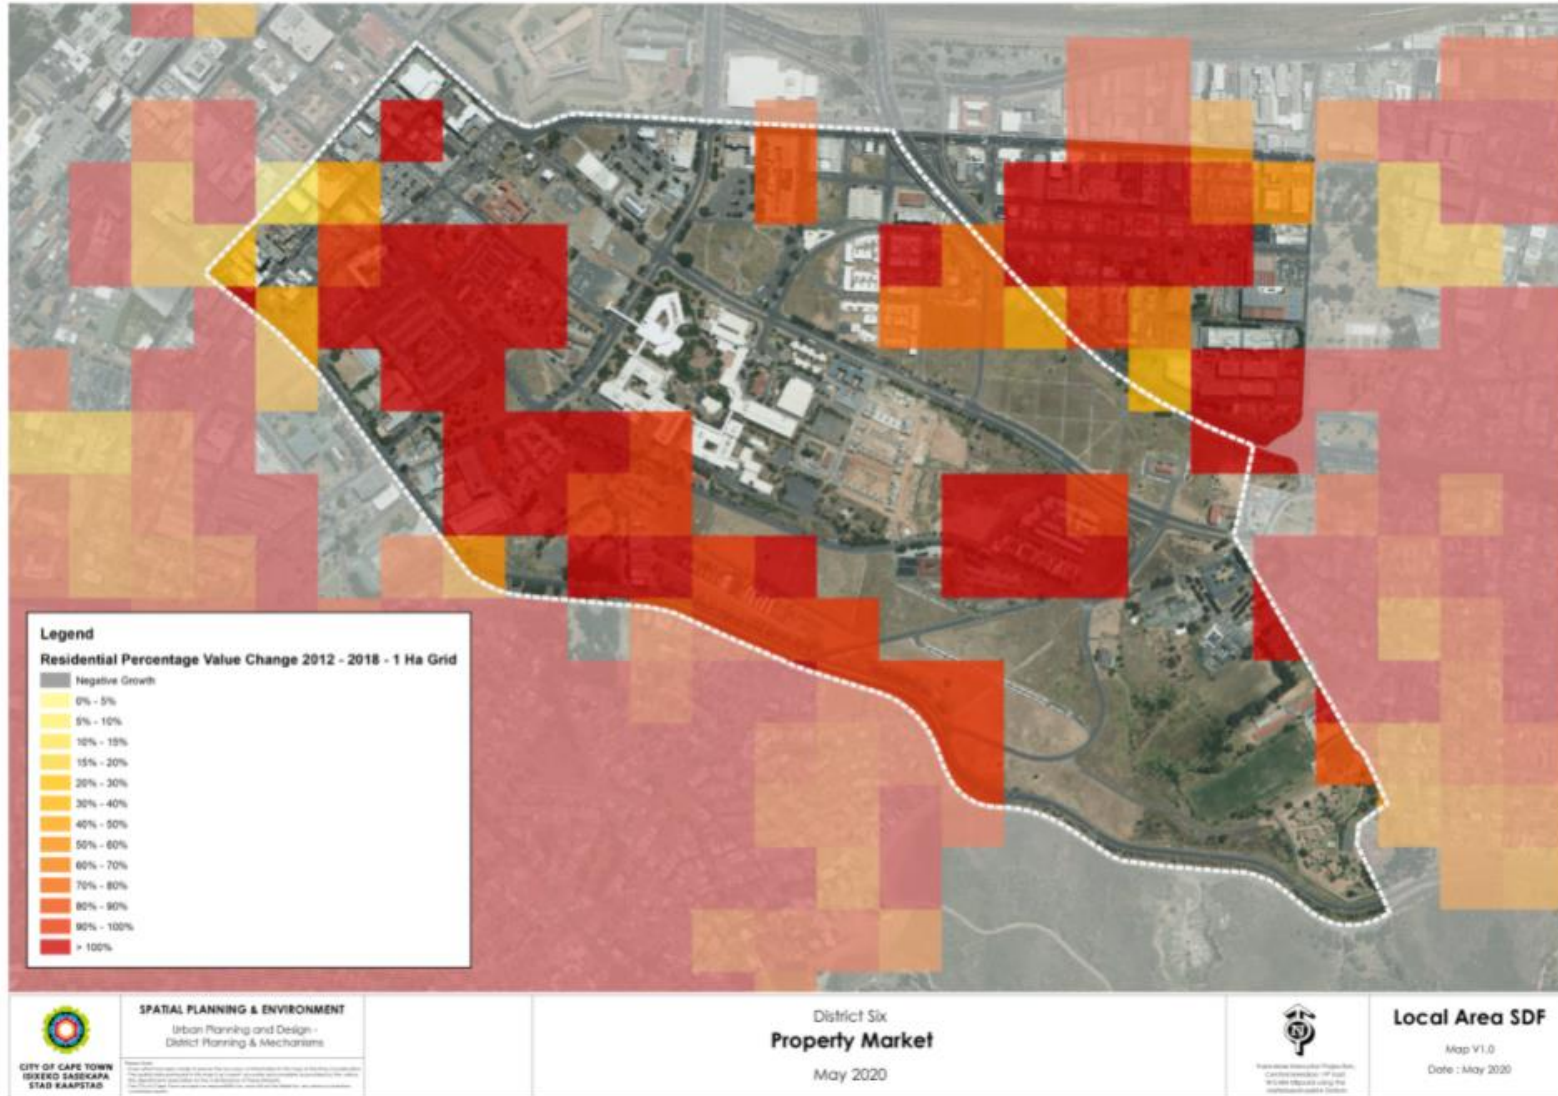 Legend
Residential Percentage Value Change 2012 - 2018 - 1 Ha Grid
Negative Growth
0% - 5%
5% - 10%
10% - 15%
15% - 20%
20% - 30%
30% - 40%
40% - 50%
50% - 60%
60% - 70%
70% - 80%
80% - 90%
90% - 100%
> 100%
CITY OF CAPE TOWN
ISIXEKO SASEKAPA
STAD KAAPSTAD
SPATIAL PLANNING & ENVIRONMENT
Urban Planning and Design -
District Planning & Mechanisms
District Six
Property Market
May 2020
N
Local Area SDF
Map V1.0
Date : May 2020